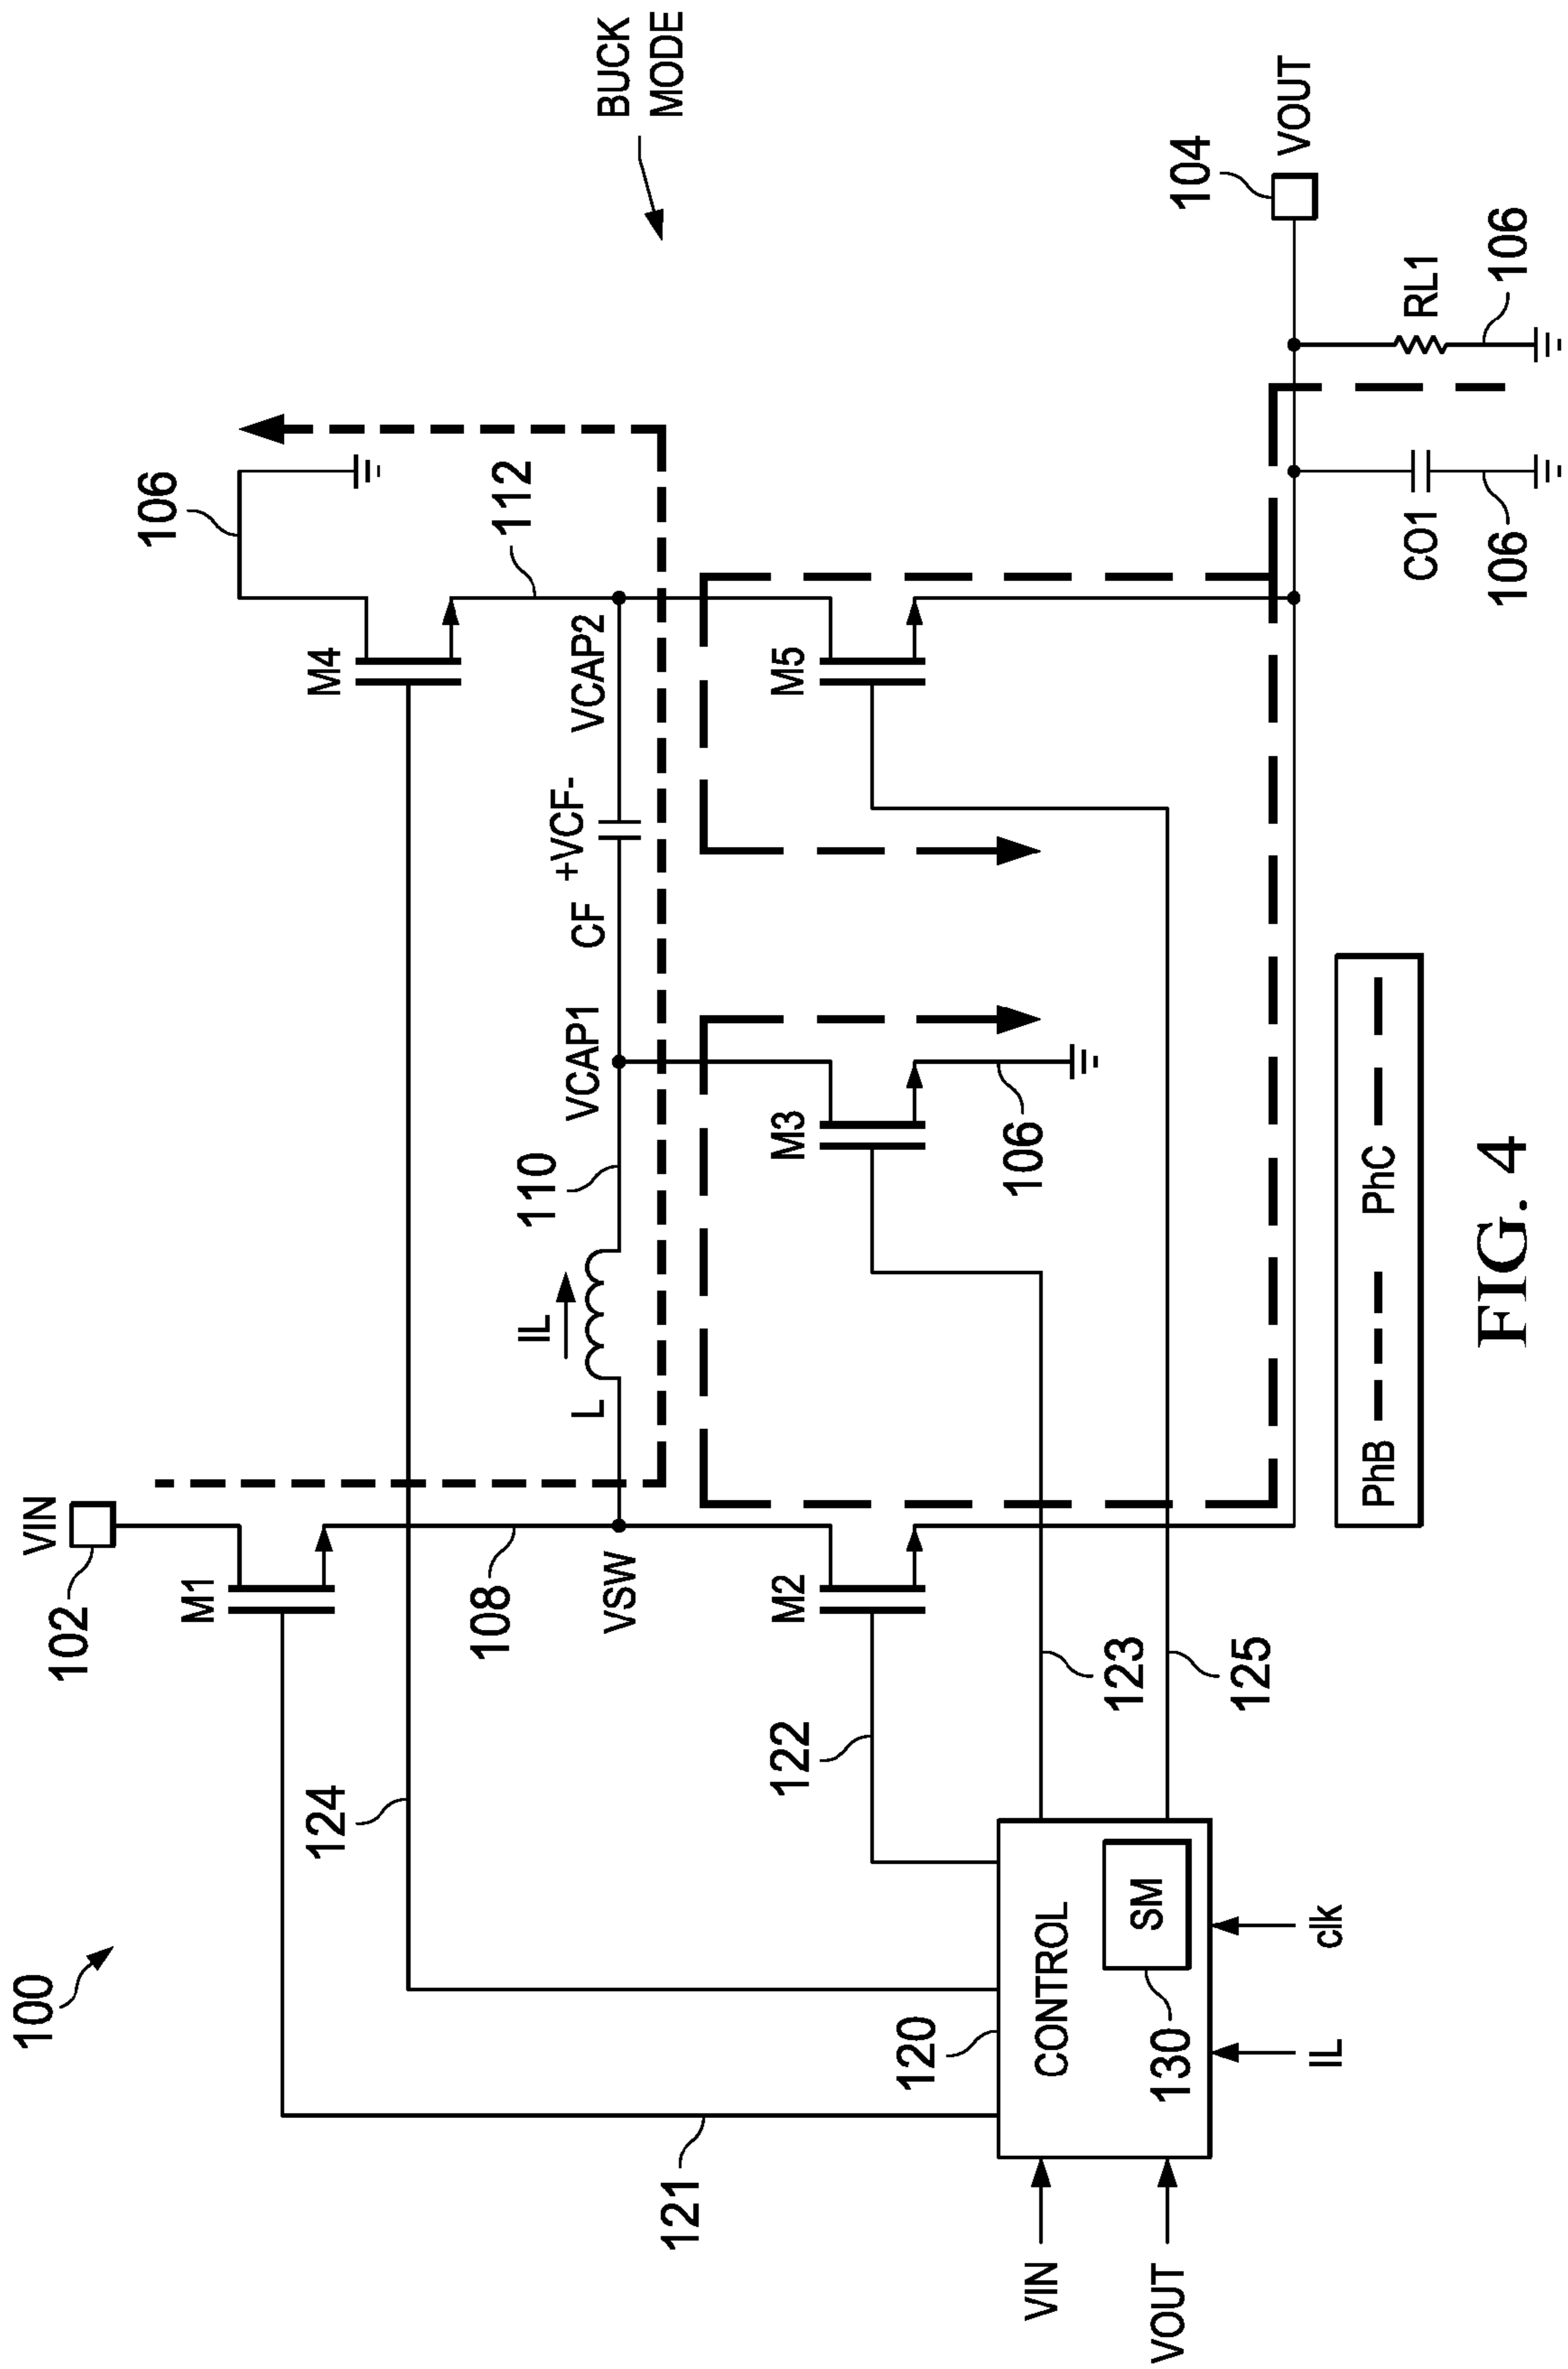 100
102
VIN
M1
121
124
108
VSW
L
IL
110
VCAP1
CF
+VCF-
VCAP2
112
M4
106
BUCK
MODE
M2
122
M3
106
M5
123
125
120
CONTROL
SM
130
VIN
VOUT
IL
clk
104
VOUT
CO1
106
RL1
106
PhB
PhC
FIG. 4